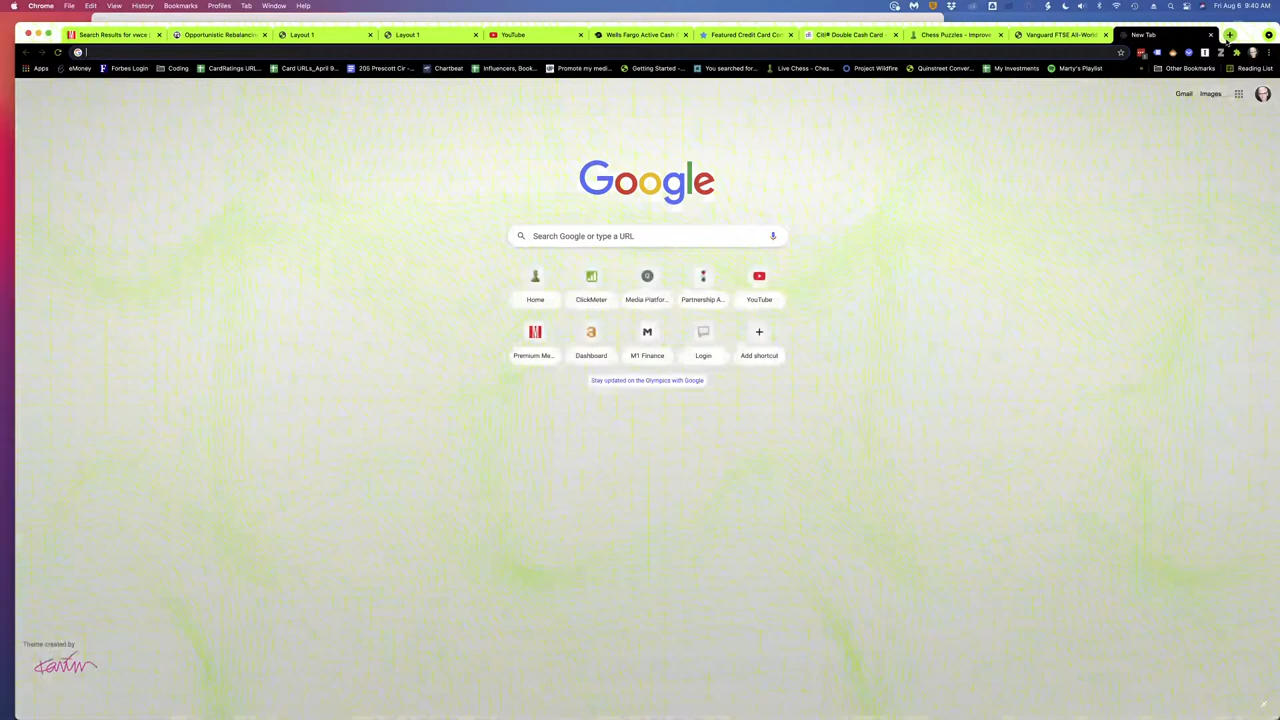 Chrome File Edit View History Bookmarks Profiles Tab Window Help Fri Aug 6 9:40 AM
Search Results for vwce | Opportunistic Rebalancin Layout 1 Layout 1 YouTube Wells Fargo Active Cash Featured Credit Card Con Citi® Double Cash Card - Chess Puzzles - Improve Vanguard FTSE All-World New Tab
Apps eMoney Forbes Login Coding CardRatings URL... Card URLs_April 9... 205 Prescott Cir -... Chartbeat Influencers, Book... Promote my medi... Getting Started -... You searched for... Live Chess - Ches... Project Wildfire Quinstreet Conver... My Investments Marty's Playlist » Other Bookmarks Reading List
Gmail Images
Google
Search Google or type a URL
Home ClickMeter Media Platfor... Partnership A... YouTube
Premium Me... Dashboard M1 Finance Login Add shortcut
Stay updated on the Olympics with Google
Theme created by